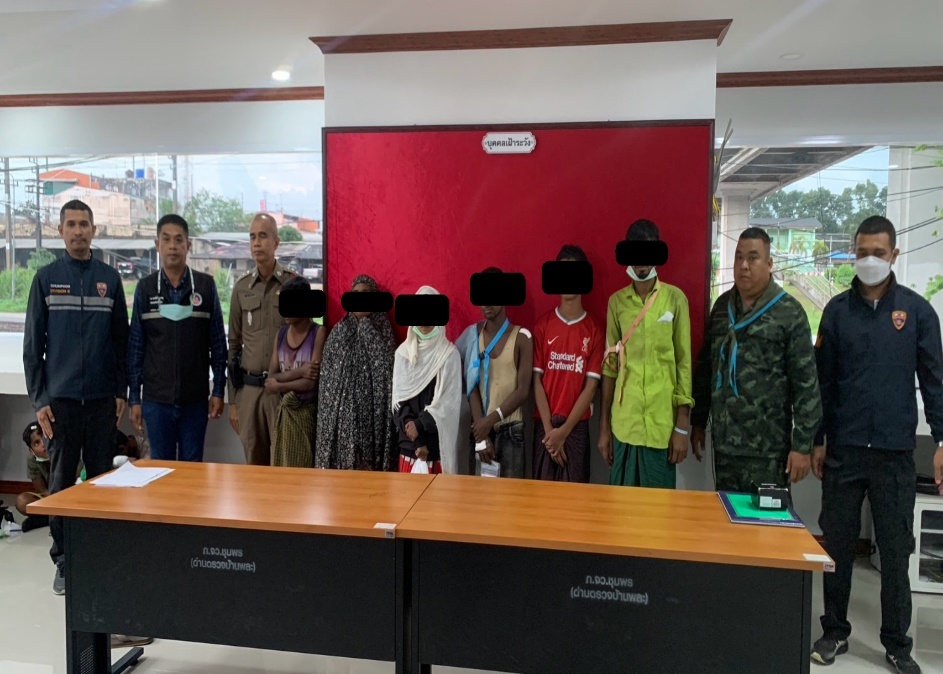 บุคคลเฝ้าระวัง
Standard
Chartered
ภ.จว.ชุมพร
(ด่านตรวจบ้านพละ)
ภ.จว.ชุมพร
(ด่านตรวจบ้านพละ)